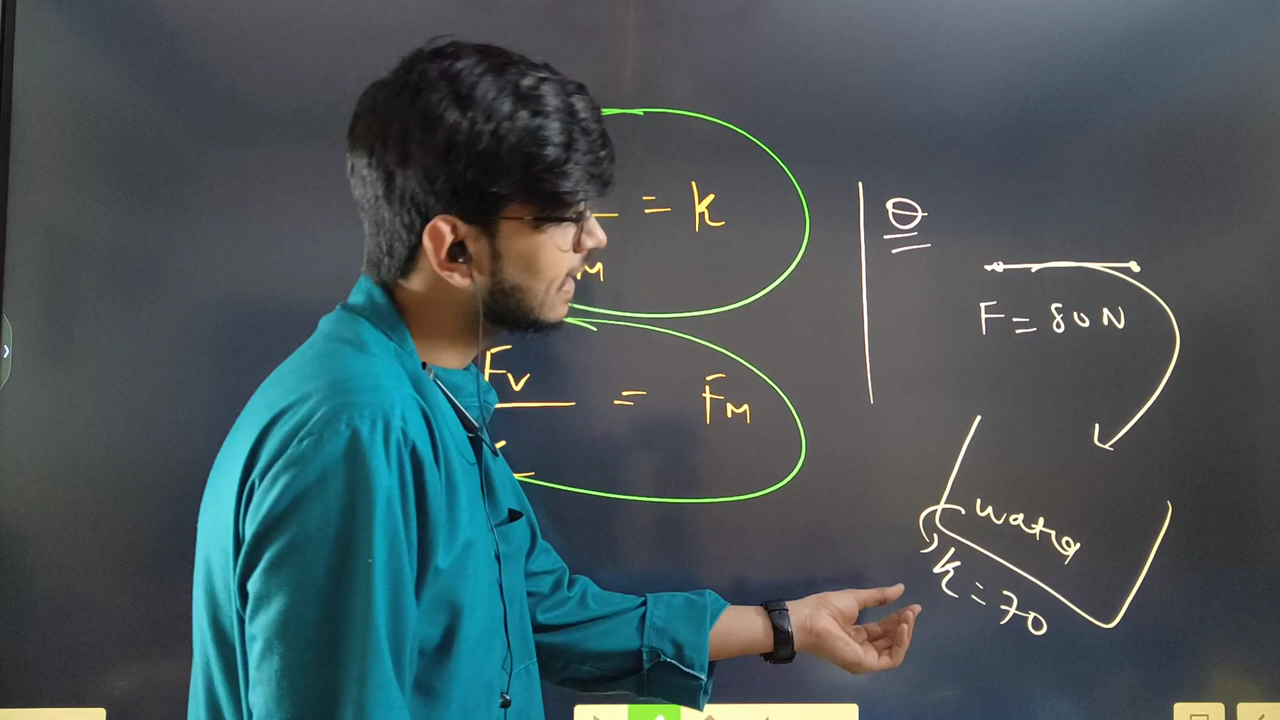 = K
M
Fv
= FM
Q
F = 80 N
water
K = 70